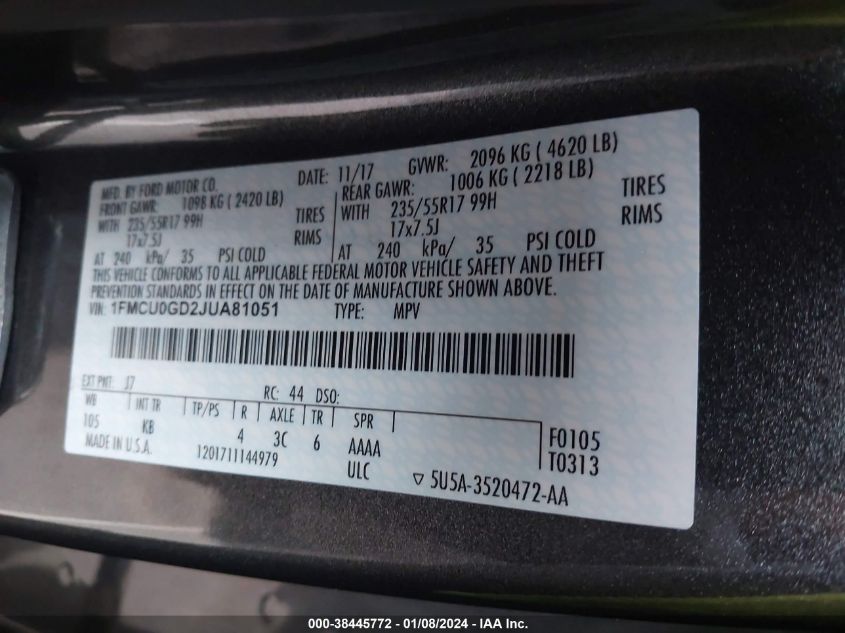 MFD. BY FORD MOTOR CO.
DATE: 11/17 GVWR: 2096 KG ( 4620 LB)
FRONT GAWR: 1098 KG ( 2420 LB)
REAR GAWR: 1006 KG ( 2218 LB)
WITH 235/55R17 99H TIRES
WITH 235/55R17 99H TIRES
17x7.5J RIMS
17x7.5J RIMS
AT 240 kPa/ 35 PSI COLD
AT 240 kPa/ 35 PSI COLD
THIS VEHICLE CONFORMS TO ALL APPLICABLE FEDERAL MOTOR VEHICLE SAFETY AND THEFT
PREVENTION STANDARDS IN EFFECT ON THE DATE OF MANUFACTURE SHOWN ABOVE.
VIN: 1FMCU0GD2JUA81051 TYPE: MPV
EXT PNT: J7 RC: 44 DSO:
WB INT TR TP/PS R AXLE TR SPR
105 KB 4 3C 6 AAAA F0105
MADE IN U.S.A. 1201711144979 ULC T0313
5U5A-3520472-AA
000-38445772 - 01/08/2024 - IAA Inc.